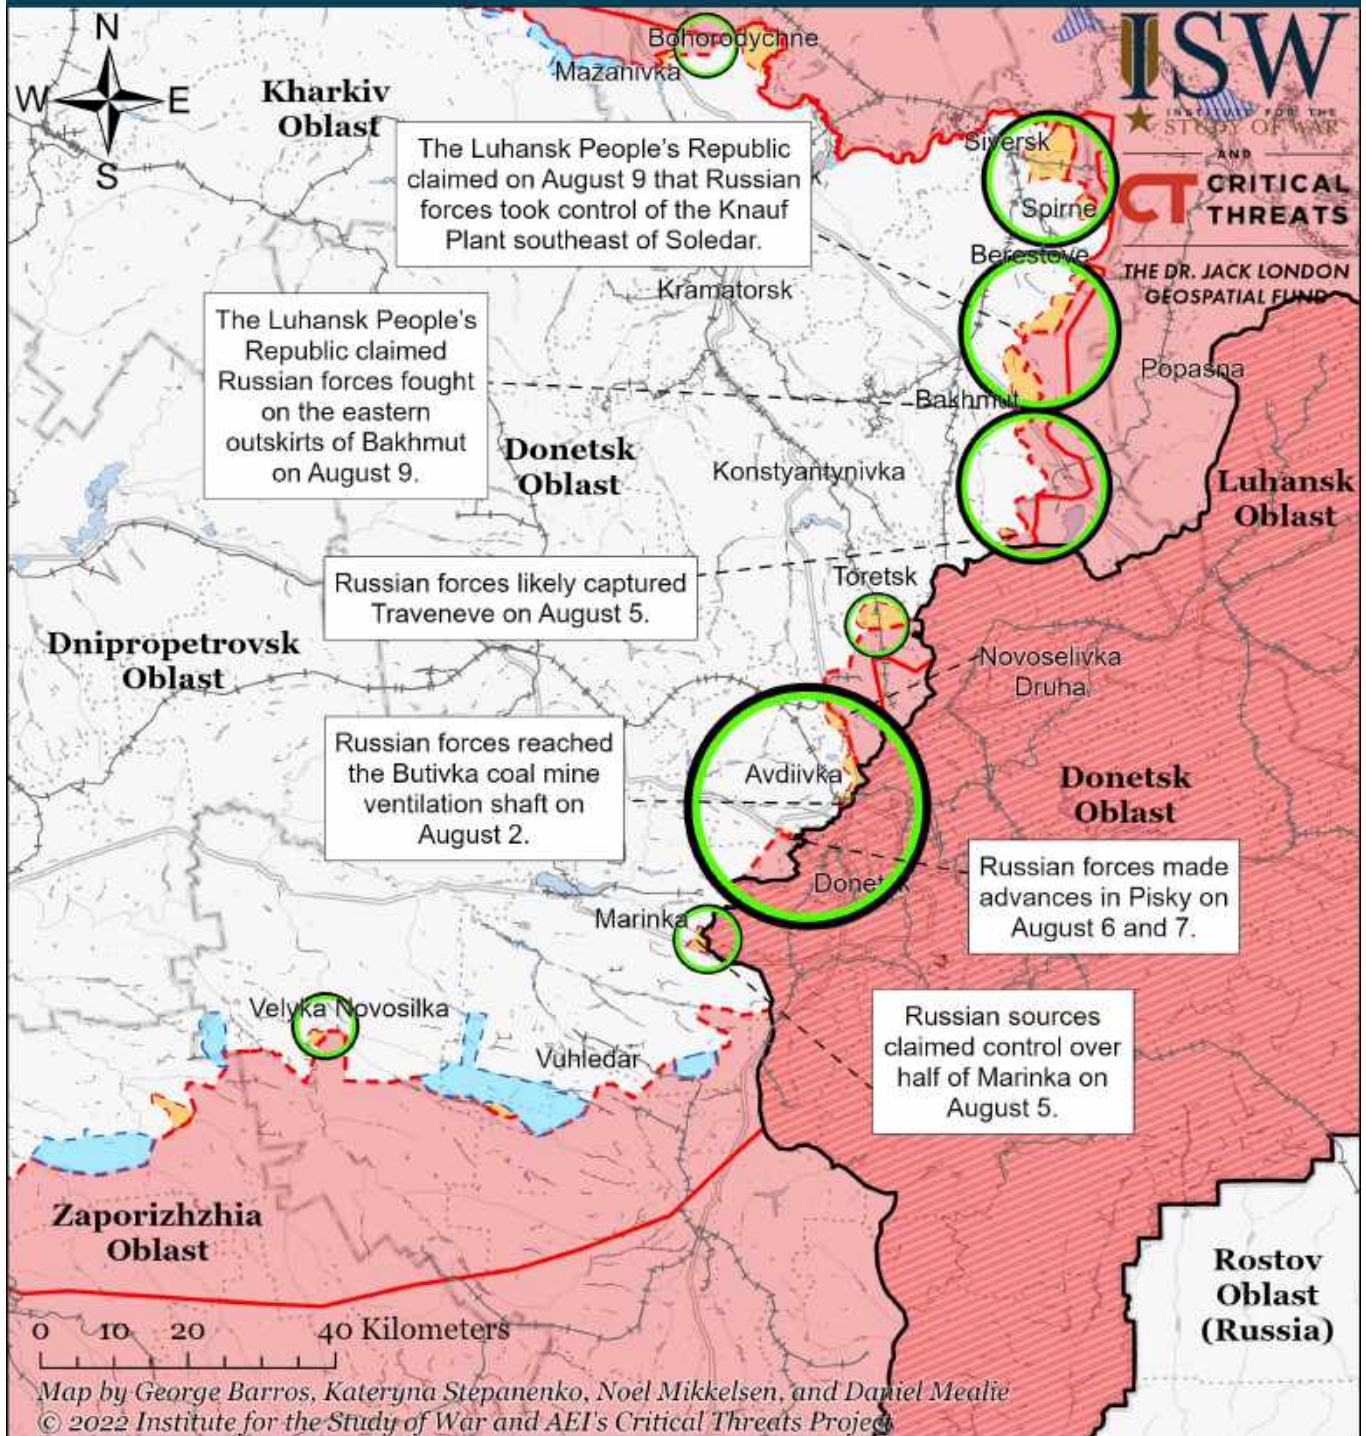 N
W
E
S
Kharkiv
Oblast
Bohorodychne
Mazanivka
ISW
INSTITUTE FOR THE
STUDY OF WAR
AND
CT CRITICAL
THREATS
THE DR. JACK LONDON
GEOSPATIAL FUND
The Luhansk People's Republic
claimed on August 9 that Russian
forces took control of the Knauf
Plant southeast of Soledar.
Siversk
Spirne
Berestove
Kramatorsk
The Luhansk People's
Republic claimed
Russian forces fought
on the eastern
outskirts of Bakhmut
on August 9.
Popasna
Bakhmut
Donetsk
Oblast
Konstyantynivka
Luhansk
Oblast
Russian forces likely captured
Traveneve on August 5.
Toretsk
Dnipropetrovsk
Oblast
Novoselivka
Druha
Russian forces reached
the Butivka coal mine
ventilation shaft on
August 2.
Avdiivka
Donetsk
Oblast
Russian forces made
advances in Pisky on
August 6 and 7.
Donetsk
Marinka
Velyka Novosilka
Vuhledar
Russian sources
claimed control over
half of Marinka on
August 5.
Zaporizhzhia
Oblast
Rostov
Oblast
(Russia)
0 10 20 40 Kilometers
Map by George Barros, Kateryna Stepanenko, Noel Mikkelsen, and Daniel Mealie
© 2022 Institute for the Study of War and AEI's Critical Threats Project